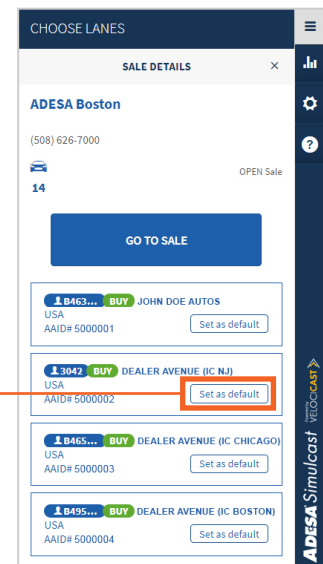 CHOOSE LANES
SALE DETAILS ×
ADESA Boston
(508) 626-7000
14
OPEN Sale
GO TO SALE
B463... BUY JOHN DOE AUTOS
USA
AAID# 5000001 Set as default
3042 BUY DEALER AVENUE (IC NJ)
USA
AAID# 5000002 Set as default
B465... BUY DEALER AVENUE (IC CHICAGO)
USA
AAID# 5000003 Set as default
B495... BUY DEALER AVENUE (IC BOSTON)
USA
AAID# 5000004 Set as default
?
ADESA Simulcast
Powered by
VELOCICAST